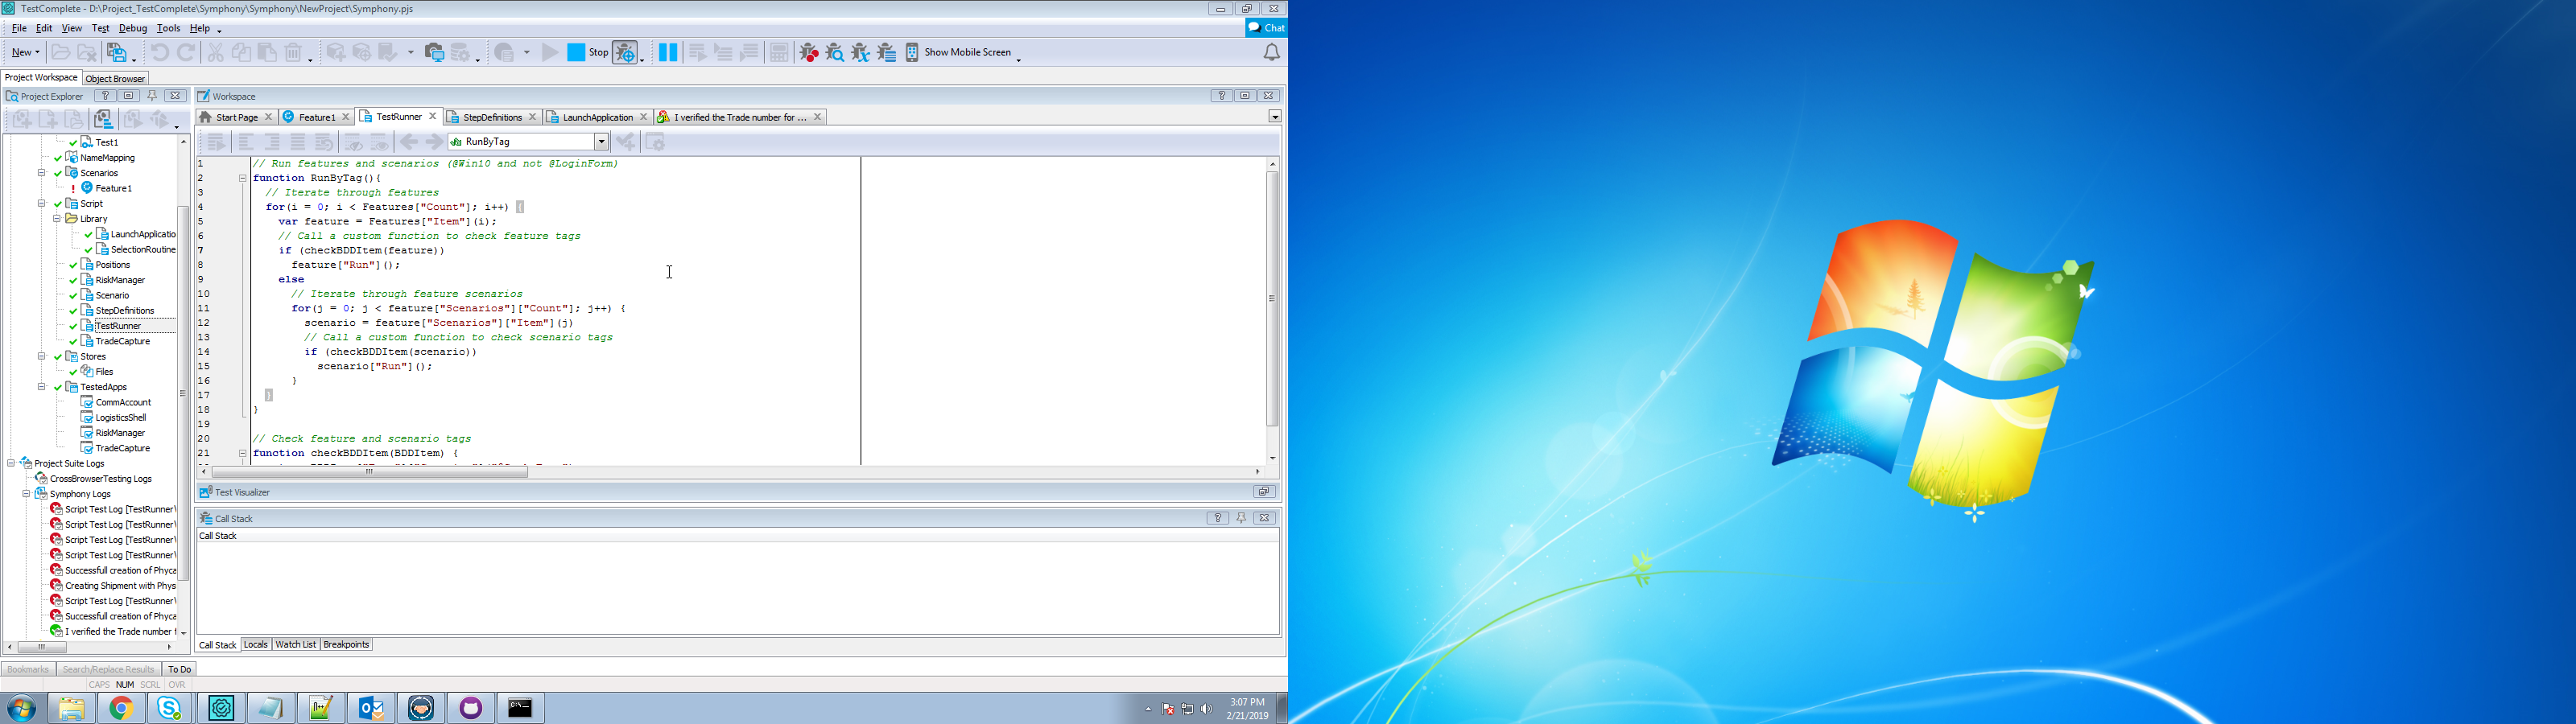 TestComplete - D:\Project_TestComplete\Symphony\Symphony\NewProject\Symphony.pjs
File Edit View Test Debug Tools Help
Chat
New Stop Show Mobile Screen
Project Workspace Object Browser
Project Explorer
Workspace
Start Page Feature1 TestRunner StepDefinitions LaunchApplication I verified the Trade number for ...
RunByTag
Test1
NameMapping
Scenarios
Feature1
Script
Library
LaunchApplicatio
SelectionRoutine
Positions
RiskManager
Scenario
StepDefinitions
TestRunner
TradeCapture
Stores
Files
TestedApps
CommAccount
LogisticsShell
RiskManager
TradeCapture
Project Suite Logs
CrossBrowserTesting Logs
Symphony Logs
Script Test Log [TestRunner\
Script Test Log [TestRunner\
Script Test Log [TestRunner\
Script Test Log [TestRunner\
Successfull creation of Phyca
Creating Shipment with Phys
Script Test Log [TestRunner\
Successfull creation of Phyca
I verified the Trade number f
1 // Run features and scenarios (@Win10 and not @LoginForm)
2 function RunByTag(){
3 // Iterate through features
4 for(i = 0; i < Features["Count"]; i++) {
5 var feature = Features["Item"](i);
6 // Call a custom function to check feature tags
7 if (checkBDDItem(feature))
8 feature["Run"]();
9 else
10 // Iterate through feature scenarios
11 for(j = 0; j < feature["Scenarios"]["Count"]; j++) {
12 scenario = feature["Scenarios"]["Item"](j)
13 // Call a custom function to check scenario tags
14 if (checkBDDItem(scenario))
15 scenario["Run"]();
16 }
17 }
18 }
19
20 // Check feature and scenario tags
21 function checkBDDItem(BDDItem) {
Test Visualizer
Call Stack
Call Stack
Call Stack Locals Watch List Breakpoints
Bookmarks Search/Replace Results To Do
CAPS NUM SCRL OVR
3:07 PM
2/21/2019